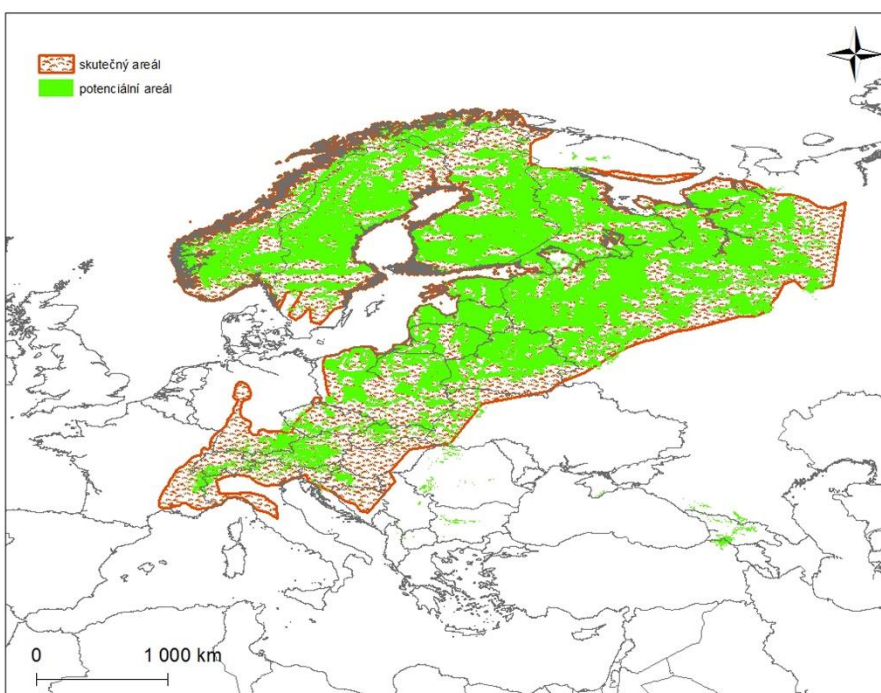 skutečný areál
potenciální areál
0 1 000 km